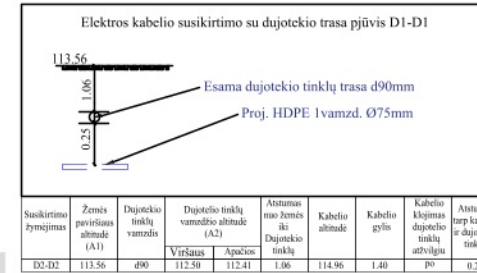 Elektros kabelio susikirtimo su dujotekio trasa pjūvis D1-D1
113.56
1.06
Esama dujotekio tinklų trasa d90mm
Proj. HDPE 1vamzd. Ø75mm
0.25
Susikirtimo žymėjimas
Žemės paviršiaus altitudė (A1)
Dujotekio tinklų vamzdis
Dujotelio tinklų vamzdžio altitudė (A2)
Viršaus
Apačios
Atstumas nuo žemės iki Dujotekio tinklų
Kabelio altitudė
Kabelio gylis
Kabelio klojimas dujotelio tinklų atžvilgiu
D2-D2 113.56 d90 112.50 112.41 1.06 114.96 1.40 po